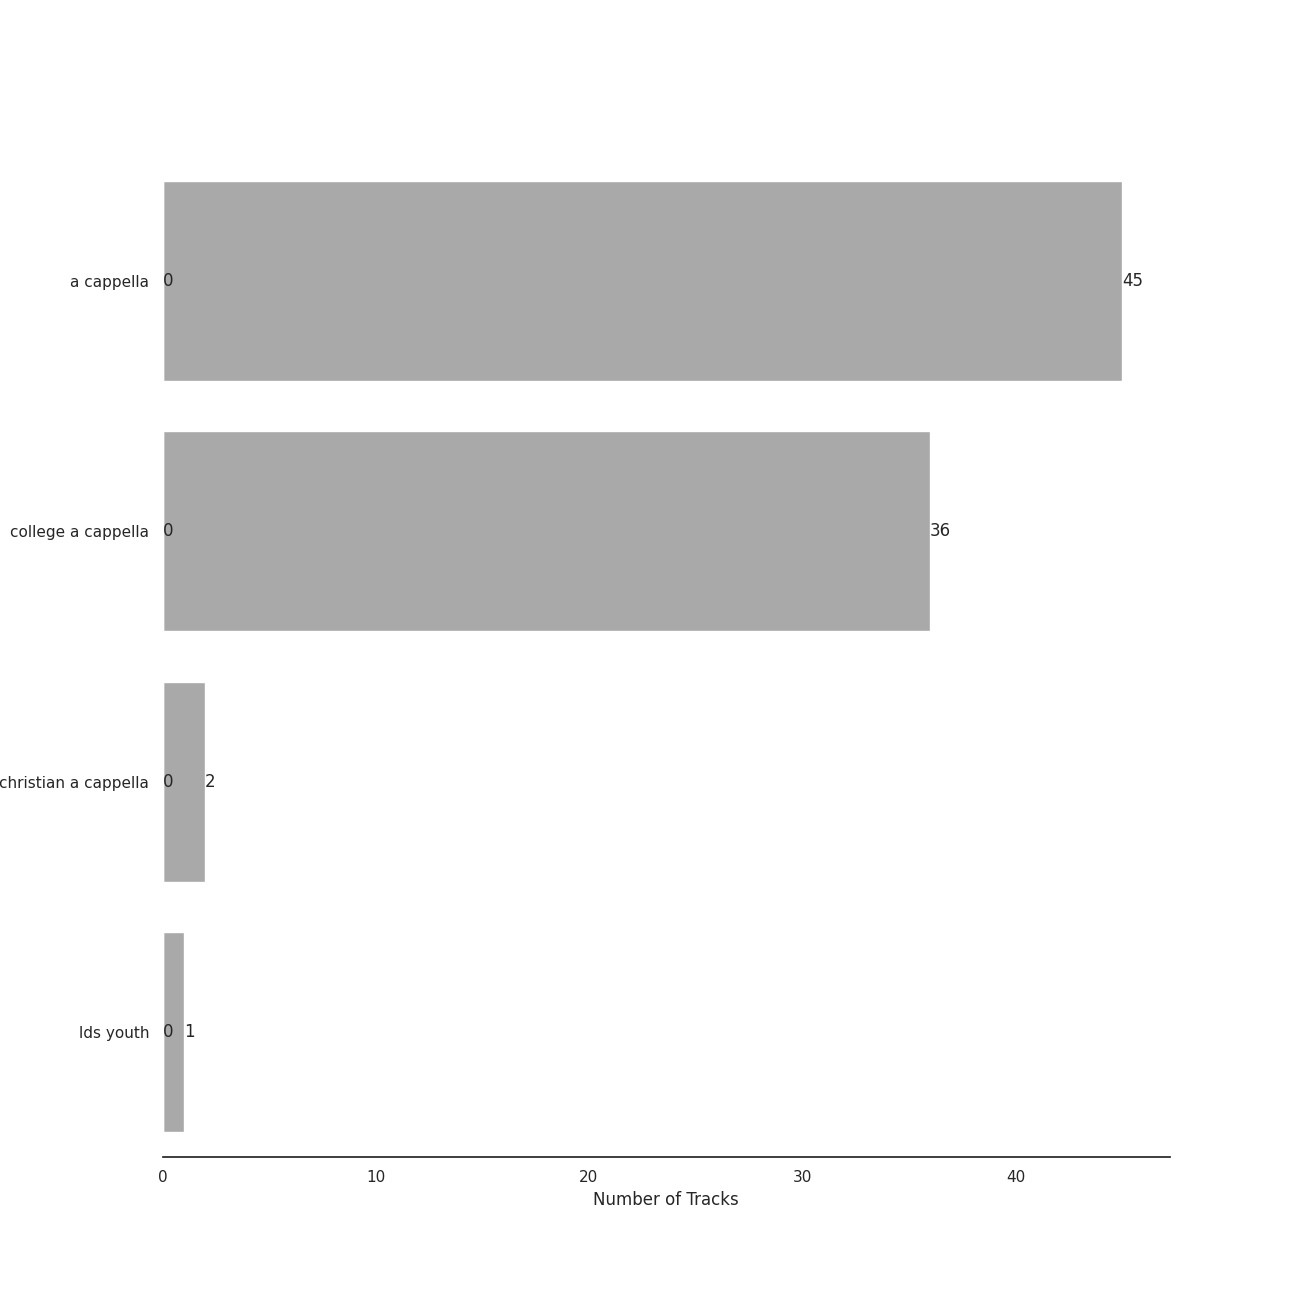 a cappella 0 45
college a cappella 0 36
christian a cappella 0 2
lds youth 0 1
0 10 20 30 40
Number of Tracks